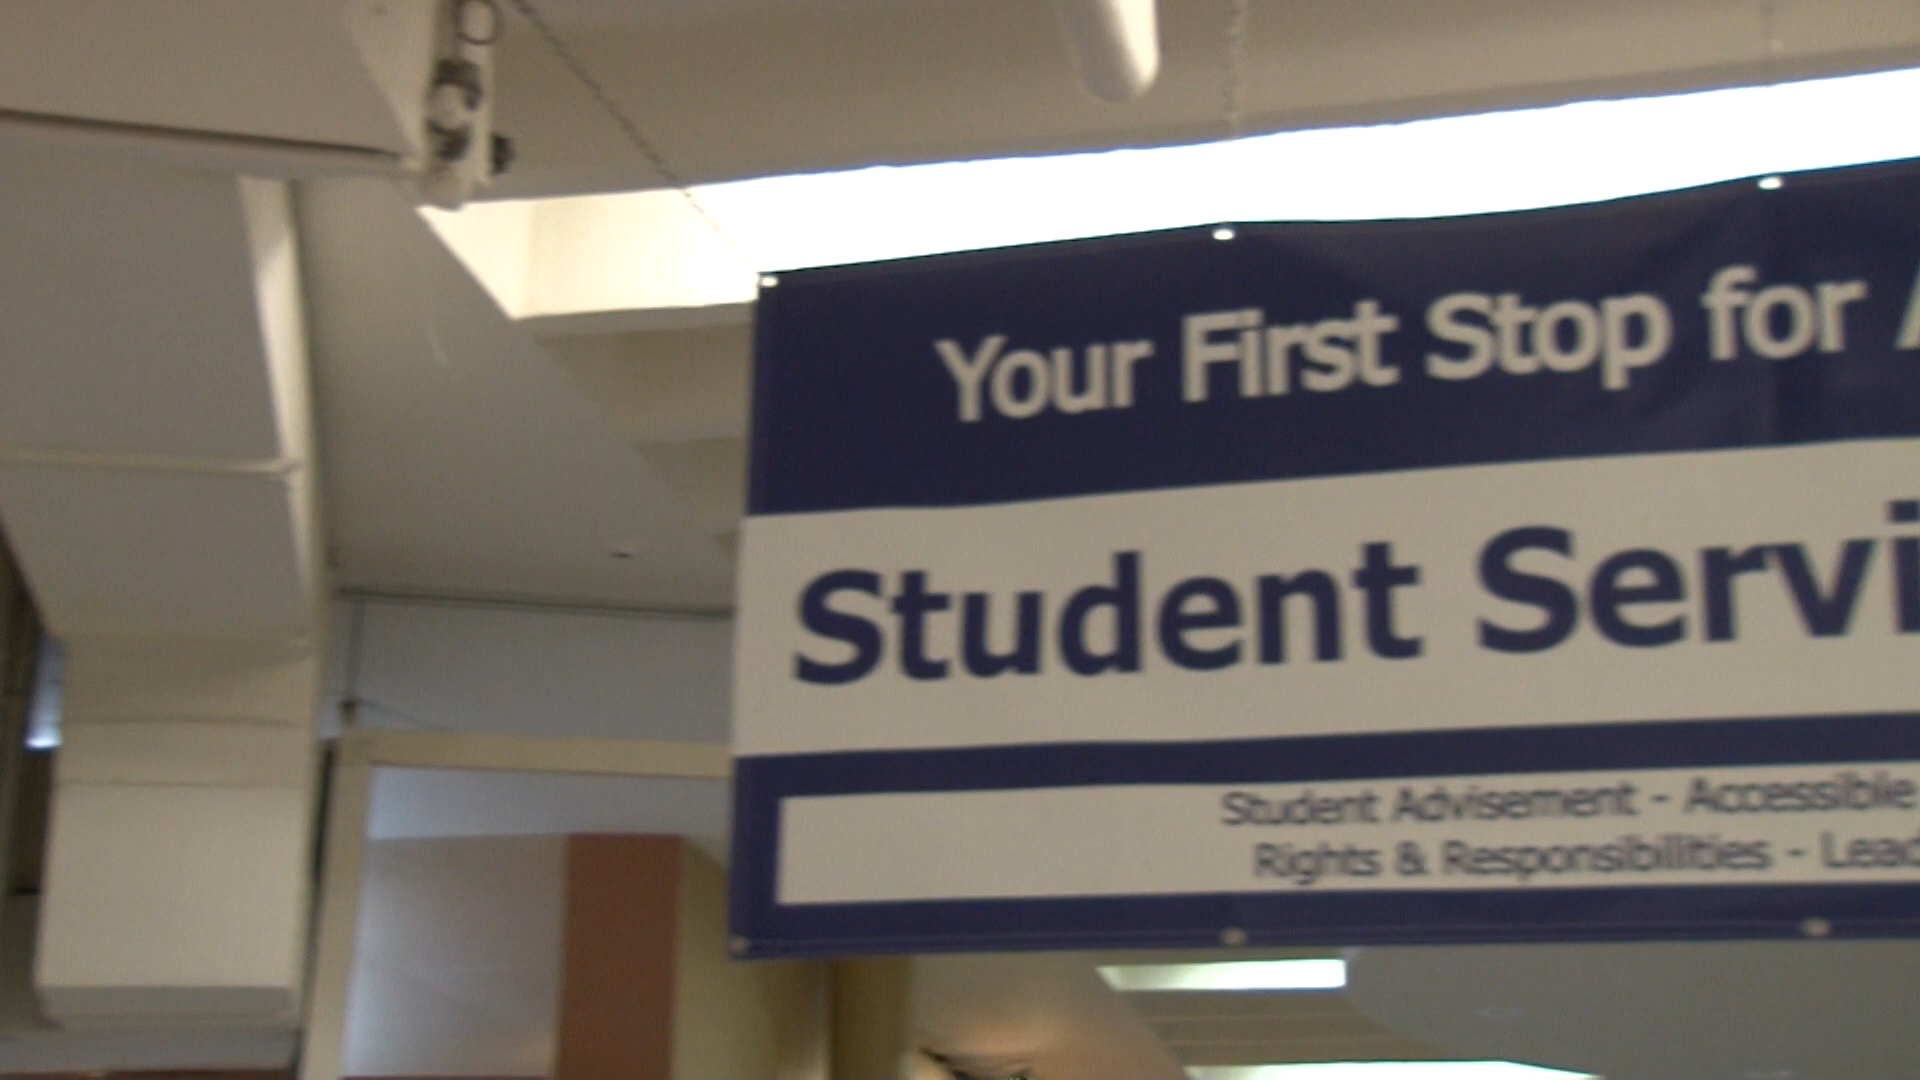 Your First Stop for A
Student Servi
Student Advisement - Accessible
Rights & Responsibilities - Lead